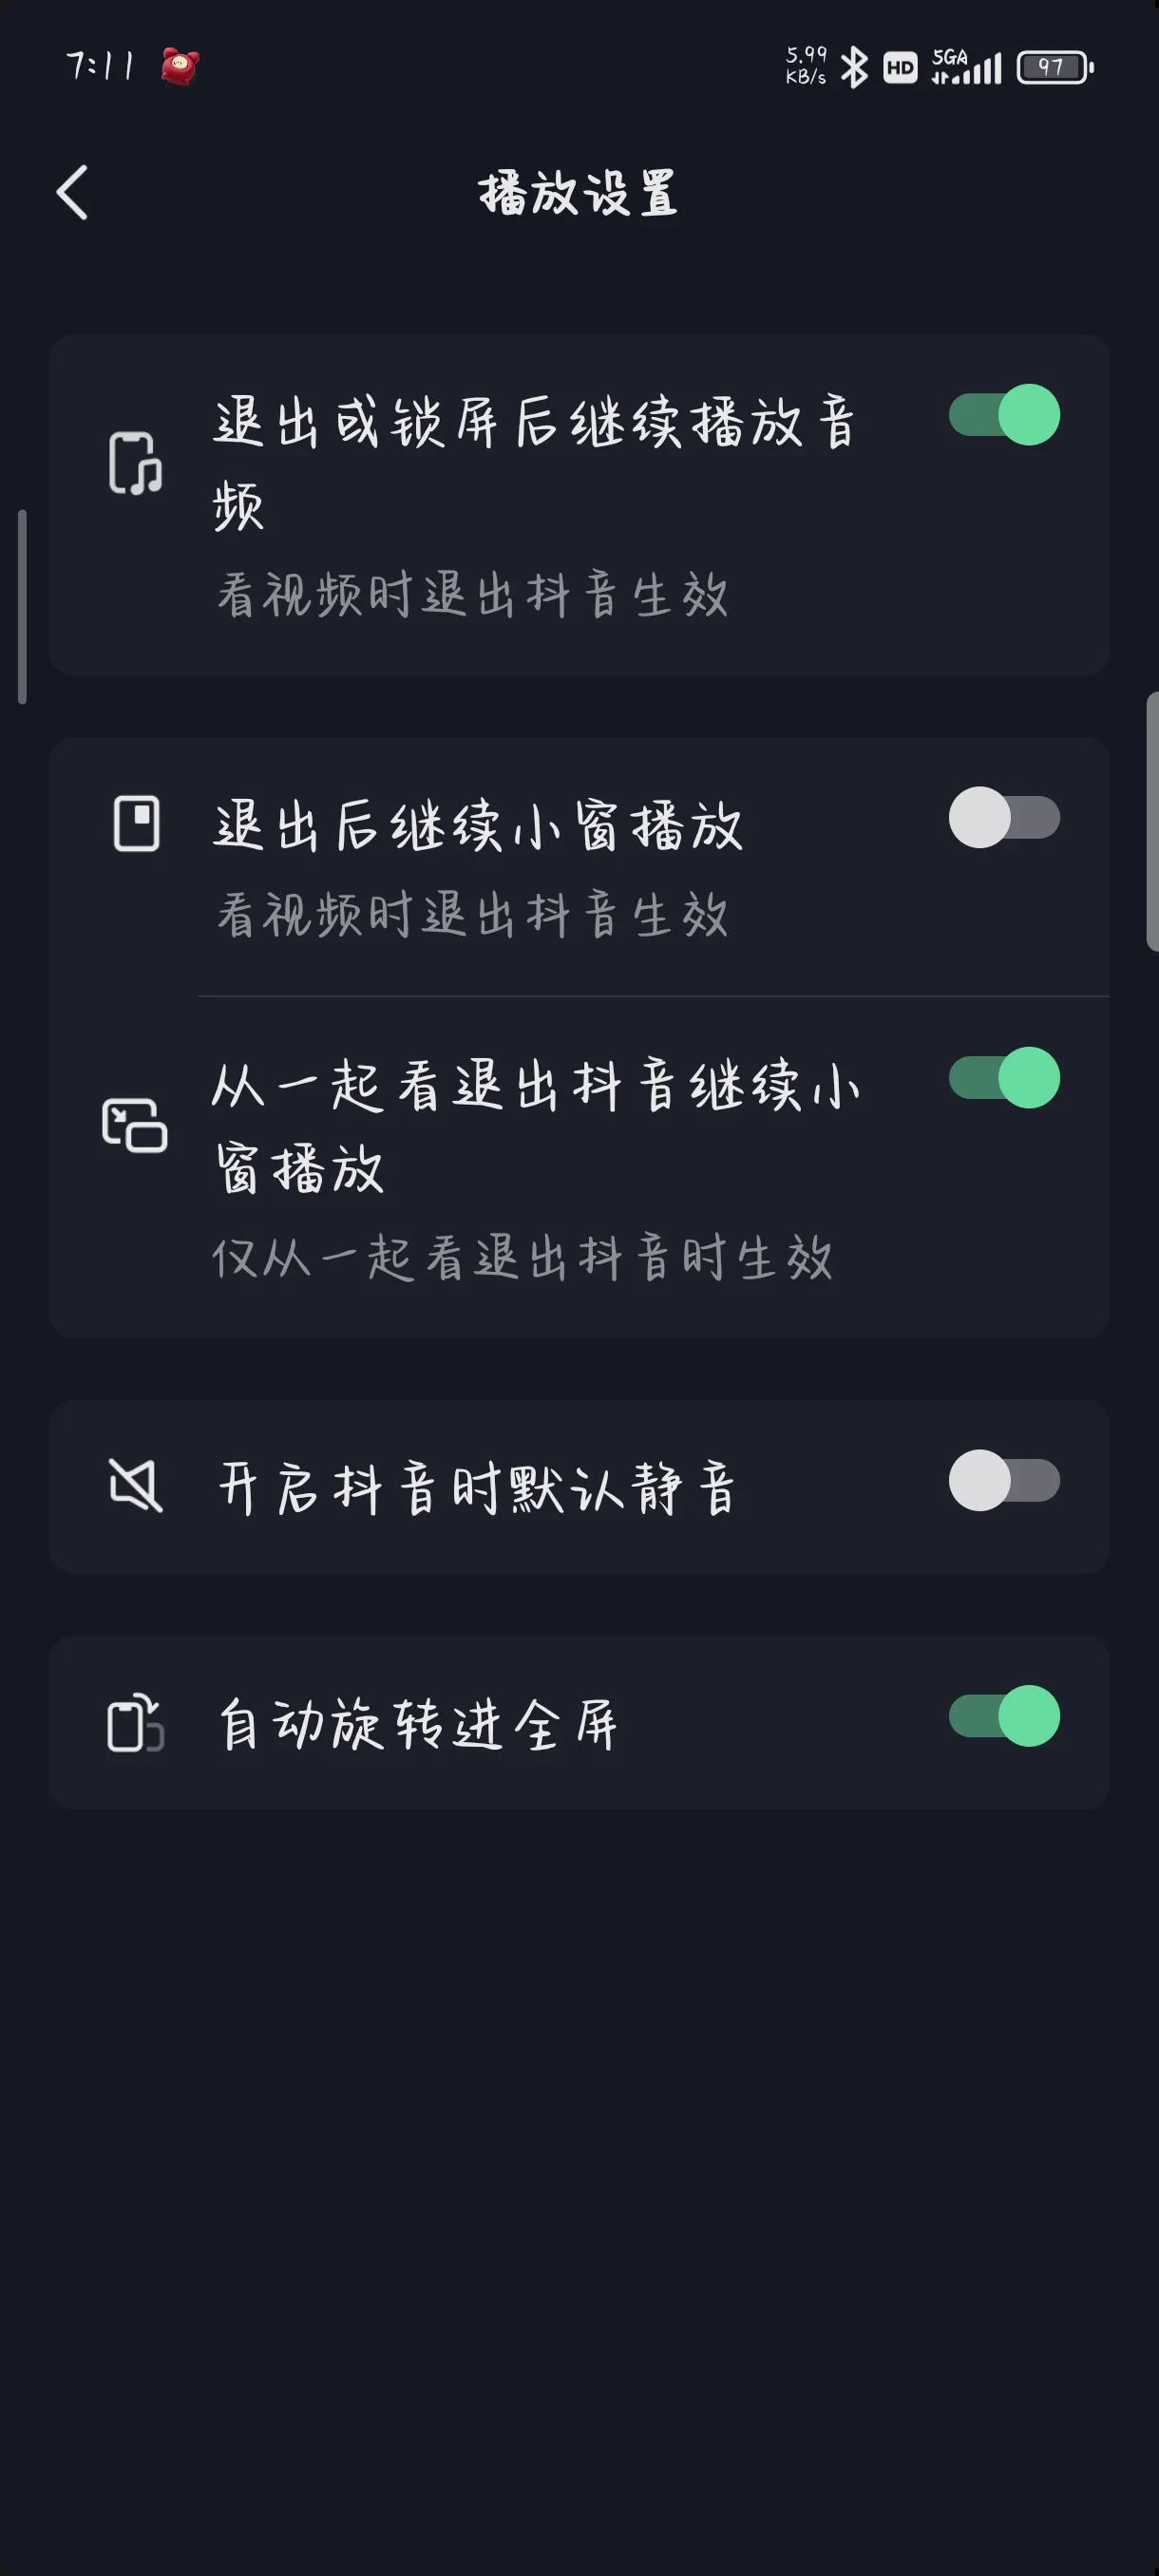 7:11
5.99
KB/s
HD
5GA
97
播放设置
退出或锁屏后继续播放音
频
看视频时退出抖音生效
退出后继续小窗播放
看视频时退出抖音生效
从一起看退出抖音继续小
窗播放
仅从一起看退出抖音时生效
开启抖音时默认静音
自动旋转进全屏